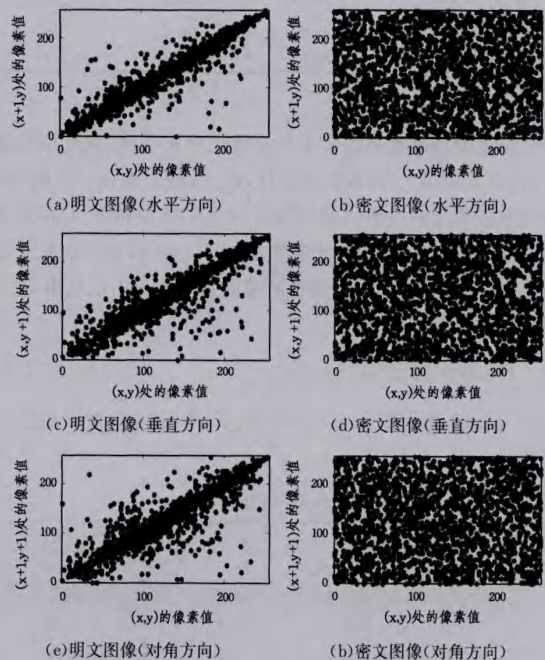 (x+1,y)处的像素值
200
100
0
0 100 200
(x,y)处的像素值
(a)明文图像(水平方向)
(x+1,y)处的像素值
200
100
0
0 100 200
(x,y)的像素值
(b)密文图像(水平方向)
(x,y+1)处的像素值
200
100
0
0 100 200
(x,y)处的像素值
(c)明文图像(垂直方向)
(x,y+1)处的像素值
200
100
0
0 100 200
(x,y)处的像素值
(d)密文图像(垂直方向)
(x+1,y+1)处的像素值
200
100
0
0 100 200
(x,y)的像素值
(e)明文图像(对角方向)
(x+1,y+1)处的像素值
200
100
0
0 100 200
(x,y)处的像素值
(b)密文图像(对角方向)